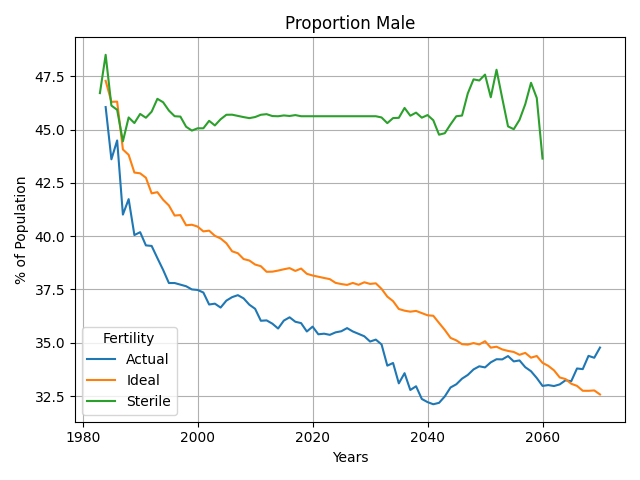 Proportion Male
% of Population
47.5
45.0
42.5
40.0
37.5
35.0
32.5
Fertility
Actual
Ideal
Sterile
1980
2000
2020
2040
2060
Years